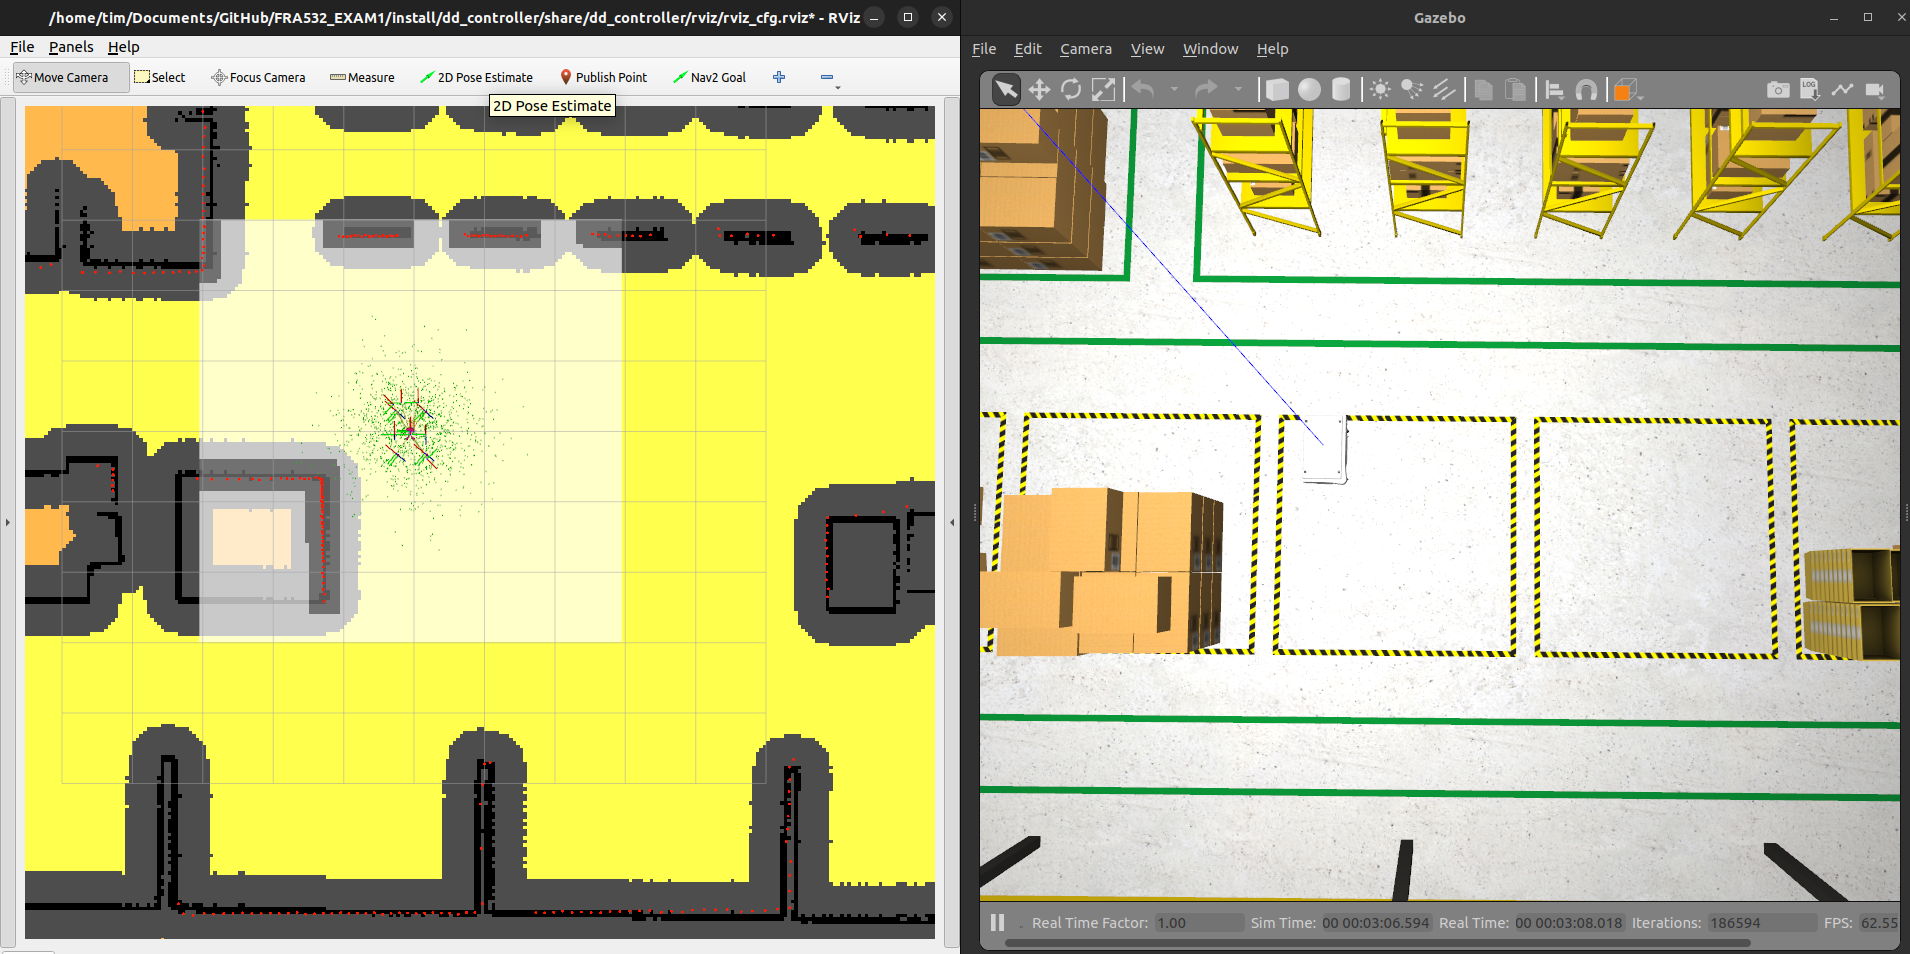 /home/tim/Documents/GitHub/FRA532_EXAM1/install/dd_controller/share/dd_controller/rviz/rviz_cfg.rviz* - RViz
File Panels Help
Move Camera Select Focus Camera Measure 2D Pose Estimate Publish Point Nav2 Goal
2D Pose Estimate
Gazebo
File Edit Camera View Window Help
LOG
Real Time Factor: 1.00 Sim Time: 00 00:03:06.594 Real Time: 00 00:03:08.018 Iterations: 186594 FPS: 62.55